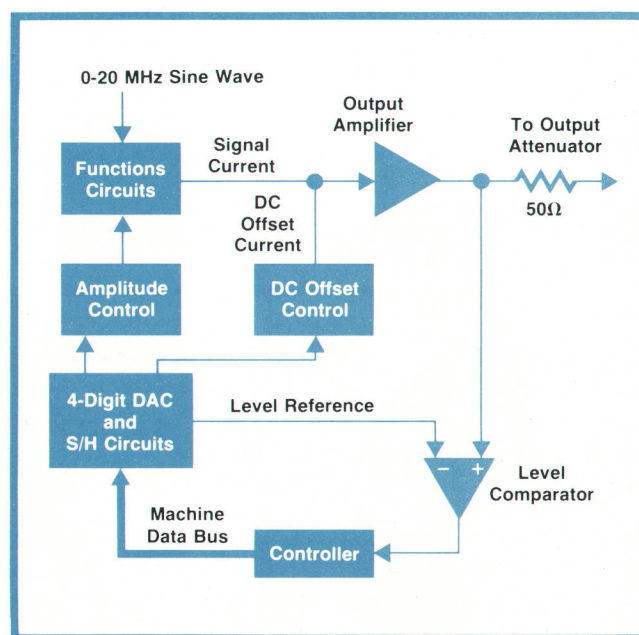 0-20 MHz Sine Wave
Functions
Circuits
Signal
Current
Output
Amplifier
To Output
Attenuator
50Ω
DC
Offset
Current
Amplitude
Control
DC Offset
Control
4-Digit DAC
and
S/H Circuits
Level Reference
− +
Level
Comparator
Machine
Data Bus
Controller